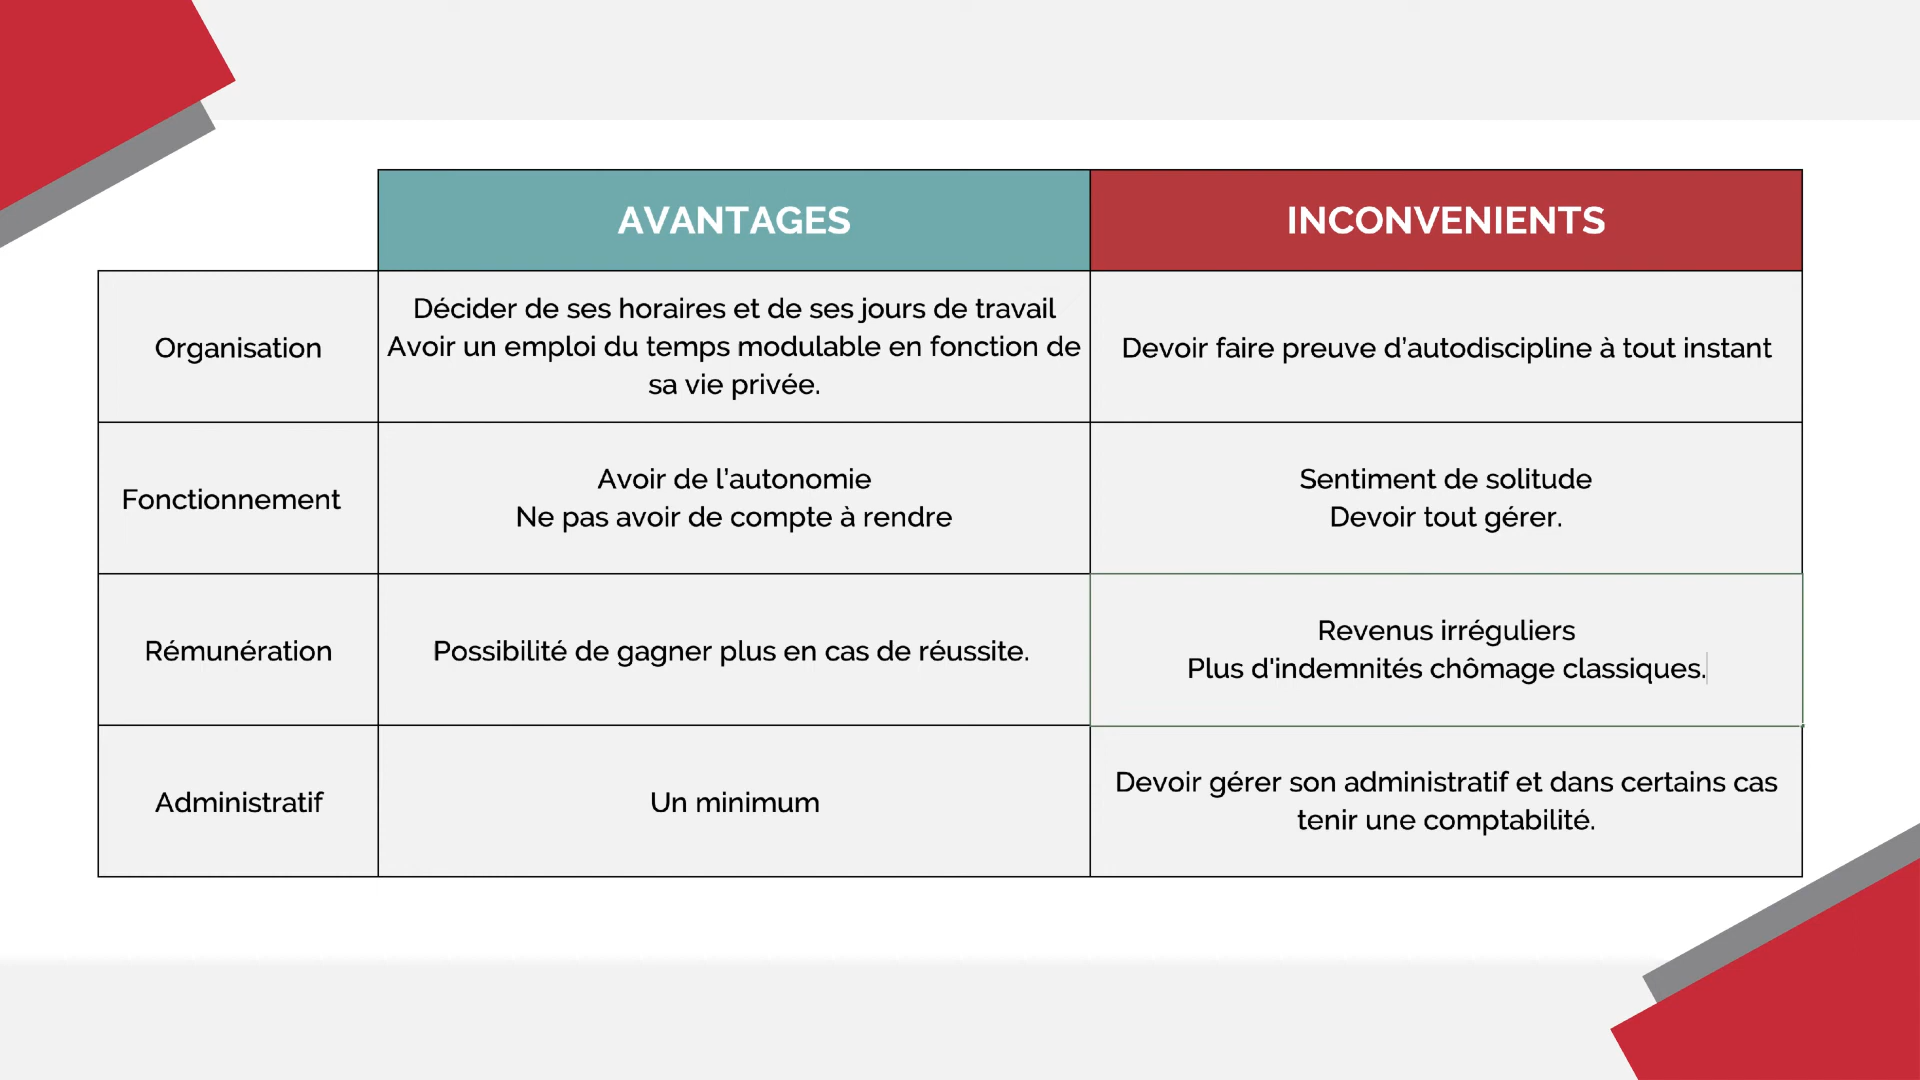 AVANTAGES
INCONVENIENTS
Organisation
Décider de ses horaires et de ses jours de travail
Avoir un emploi du temps modulable en fonction de
sa vie privée.
Devoir faire preuve d’autodiscipline à tout instant
Fonctionnement
Avoir de l’autonomie
Ne pas avoir de compte à rendre
Sentiment de solitude
Devoir tout gérer.
Rémunération
Possibilité de gagner plus en cas de réussite.
Revenus irréguliers
Plus d'indemnités chômage classiques.
Administratif
Un minimum
Devoir gérer son administratif et dans certains cas
tenir une comptabilité.